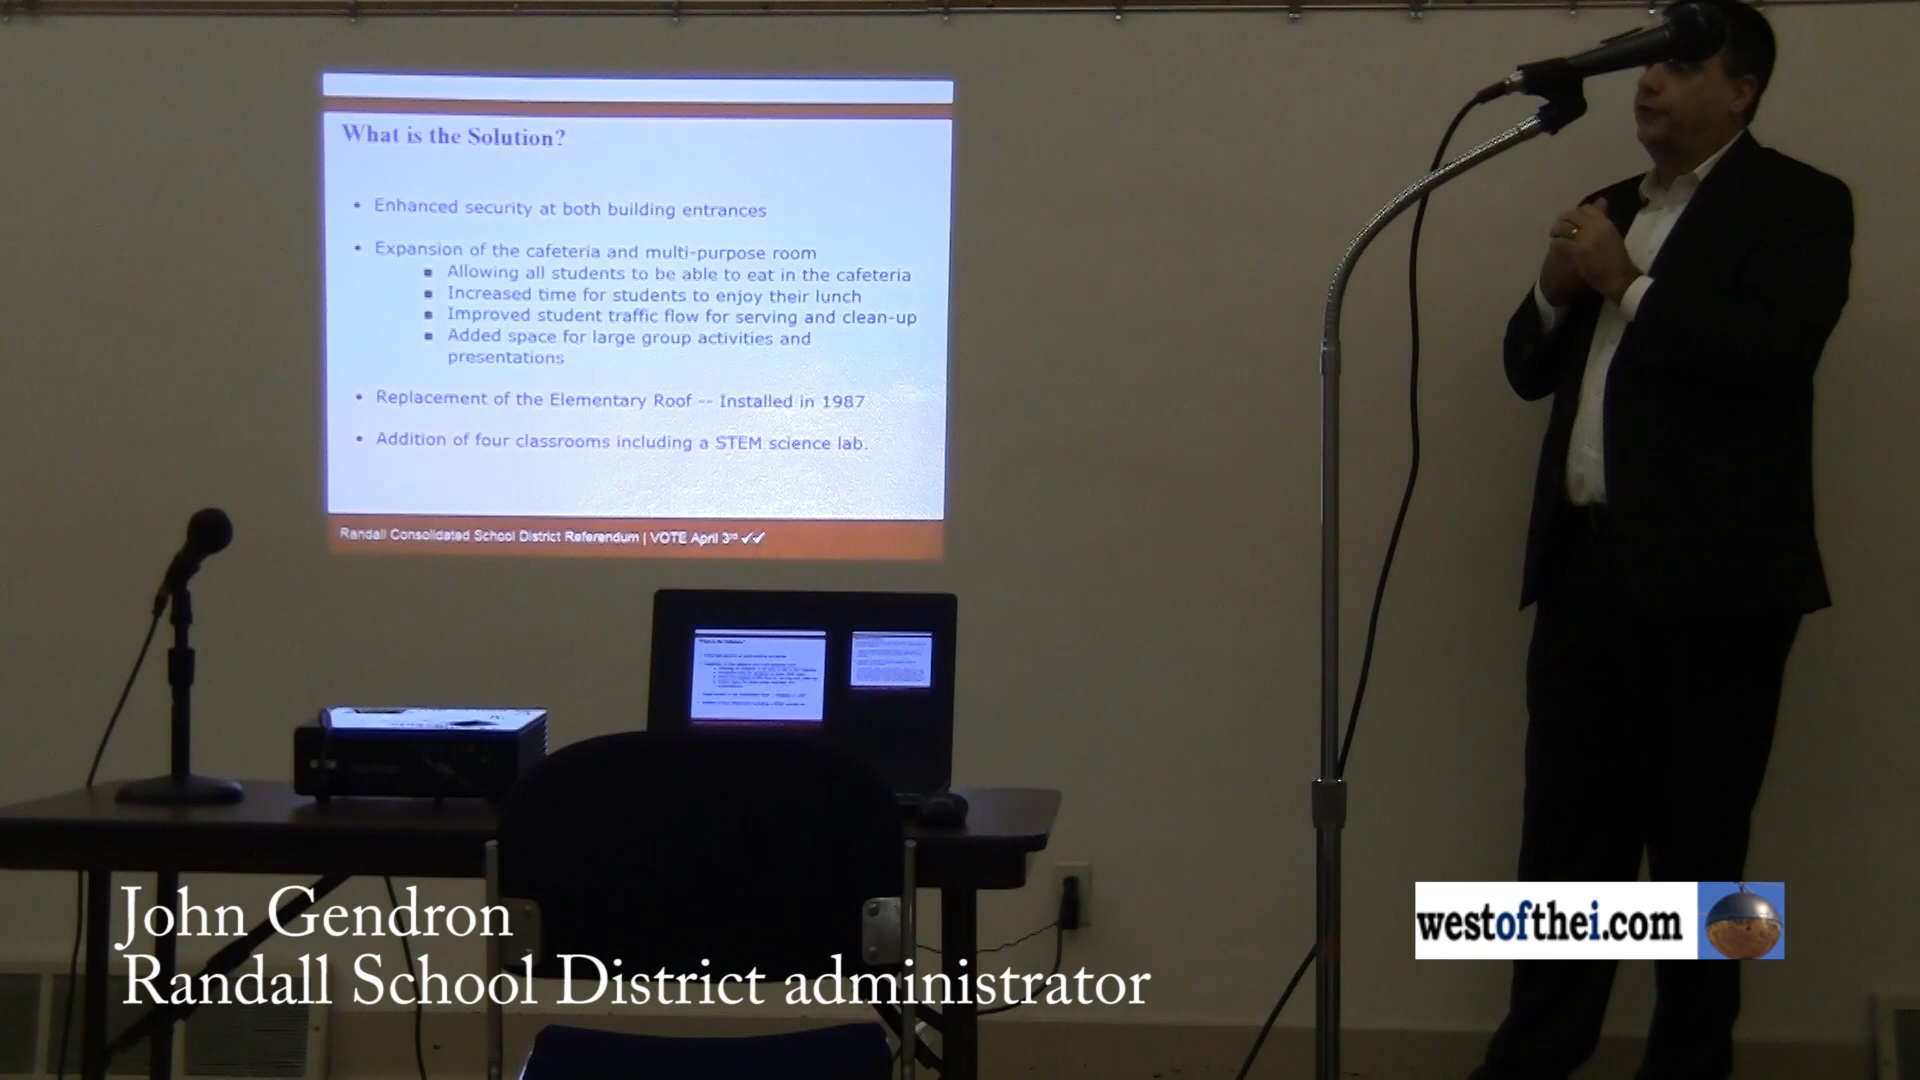 What is the Solution?
• Enhanced security at both building entrances
• Expansion of the cafeteria and multi-purpose room
▪ Allowing all students to be able to eat in the cafeteria
▪ Increased time for students to enjoy their lunch
▪ Improved student traffic flow for serving and clean-up
▪ Added space for large group activities and
presentations
• Replacement of the Elementary Roof -- Installed in 1987
• Addition of four classrooms including a STEM science lab.
Randall Consolidated School District Referendum | VOTE April 3rd ✓✓
What is the Solution?
John Gendron
Randall School District administrator
westofthei.com